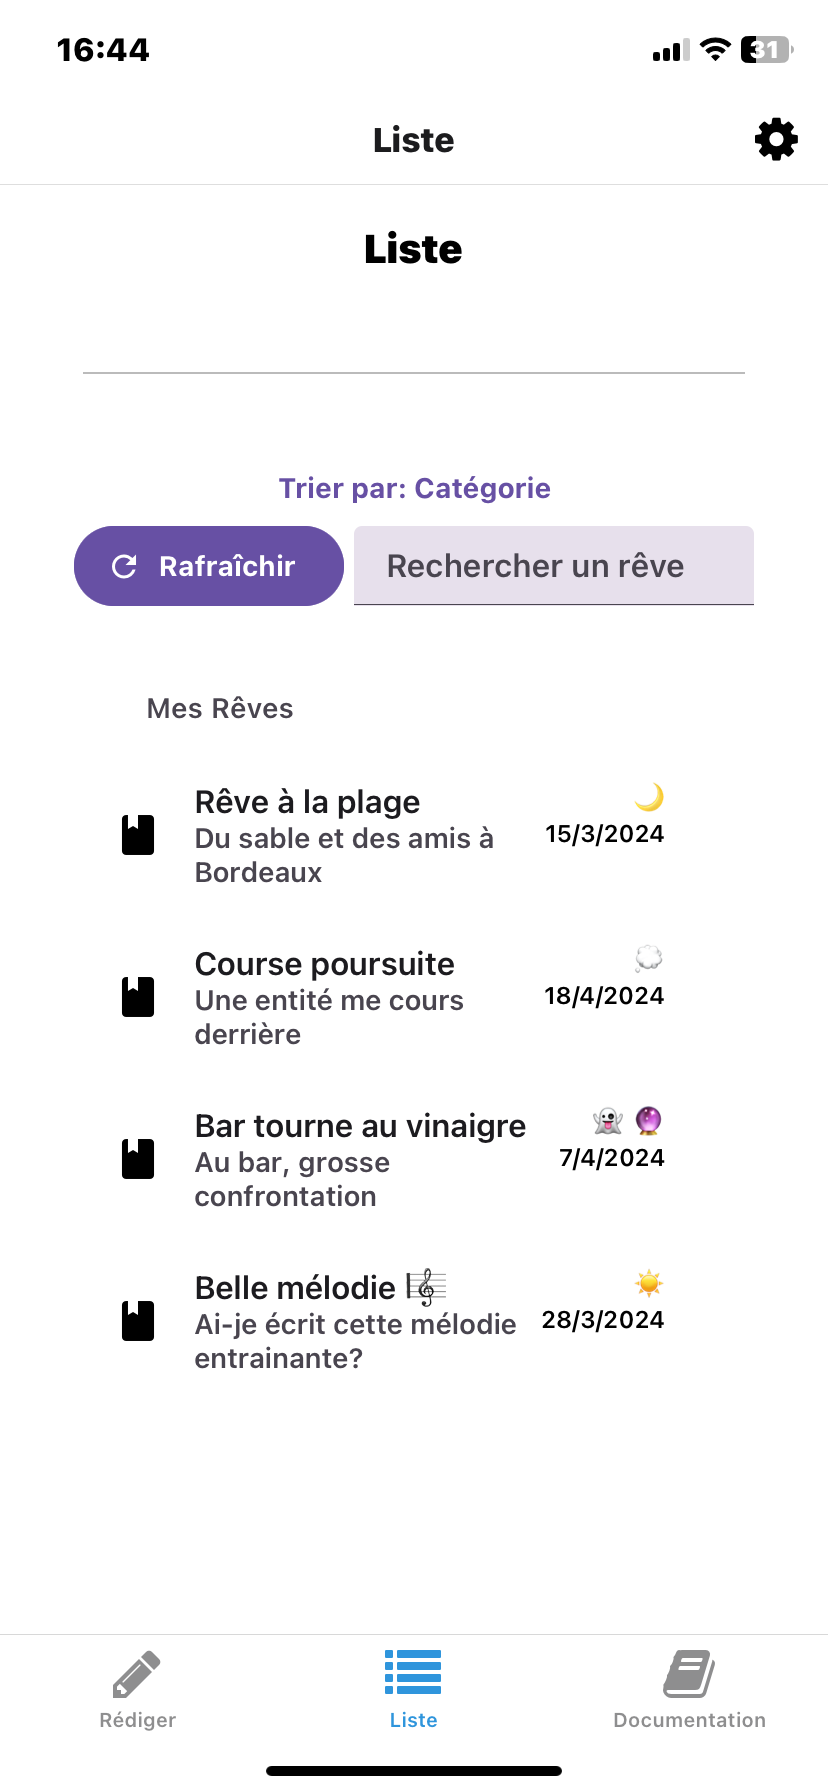 16:44
31
Liste
Liste
Trier par: Catégorie
Rafraîchir
Rechercher un rêve
Mes Rêves
Rêve à la plage
Du sable et des amis à
Bordeaux
🌙
15/3/2024
Course poursuite
Une entité me cours
derrière
💭
18/4/2024
Bar tourne au vinaigre
Au bar, grosse
confrontation
👻 🔮
7/4/2024
Belle mélodie 🎼
Ai-je écrit cette mélodie
entrainante?
☀️
28/3/2024
Rédiger
Liste
Documentation